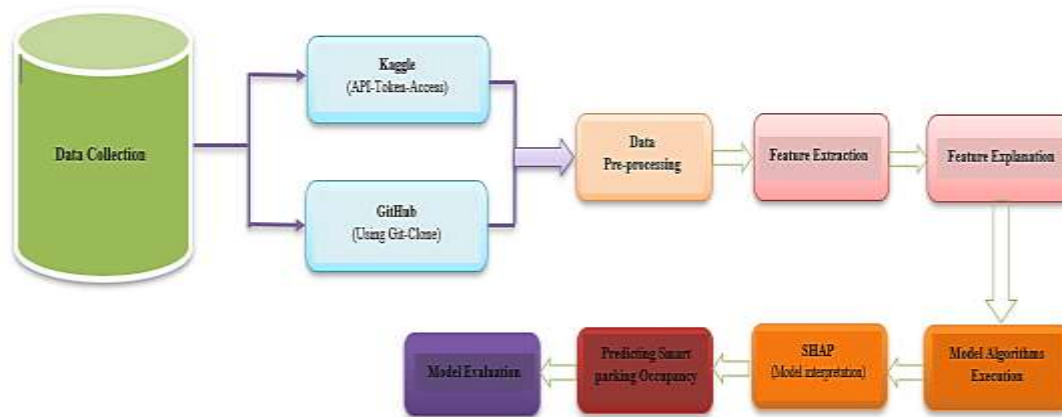 Data Collection
Kaggle
(API-Token-Access)
GitHub
(Using Git-Clone)
Data
Pre-processing
Feature Extraction
Feature Explanation
Model Algorithms
Execution
SHAP
(Model interpretation)
Predicting Smart
parking Occupancy
Model Evaluation